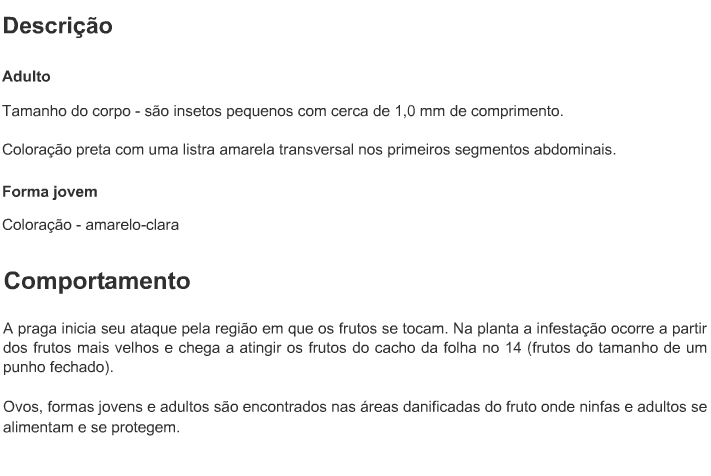 Descrição
Adulto
Tamanho do corpo - são insetos pequenos com cerca de 1,0 mm de comprimento.
Coloração preta com uma listra amarela transversal nos primeiros segmentos abdominais.
Forma jovem
Coloração - amarelo-clara
Comportamento
A praga inicia seu ataque pela região em que os frutos se tocam. Na planta a infestação ocorre a partir
dos frutos mais velhos e chega a atingir os frutos do cacho da folha no 14 (frutos do tamanho de um
punho fechado).
Ovos, formas jovens e adultos são encontrados nas áreas danificadas do fruto onde ninfas e adultos se
alimentam e se protegem.